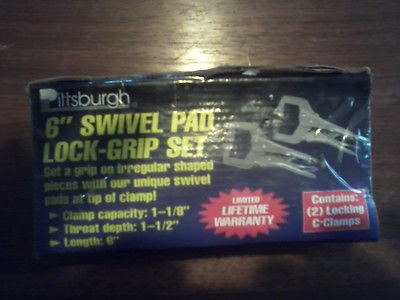 Pittsburgh
6" SWIVEL PAD
LOCK-GRIP SET
Get a grip on irregular shaped
pieces with our unique swivel
pads at tip of clamp!
Clamp capacity: 1-1/8"
Throat depth: 1-1/2"
Length: 6"
LIMITED
LIFETIME
WARRANTY
Contains:
(2) Locking
C-Clamps